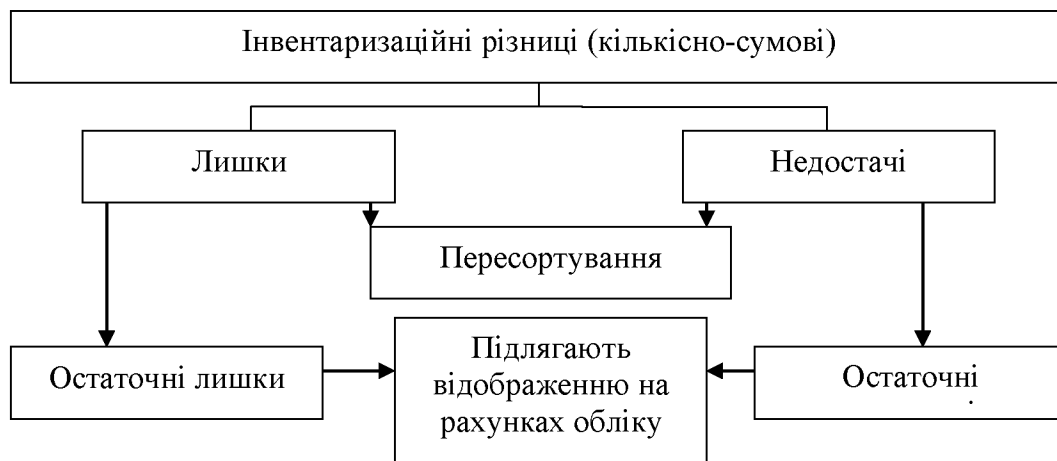 Інвентаризаційні різниці (кількісно-сумові)
Лишки
Недостачі
Пересортування
Остаточні лишки
Підлягають
відображенню на
рахунках обліку
Остаточні